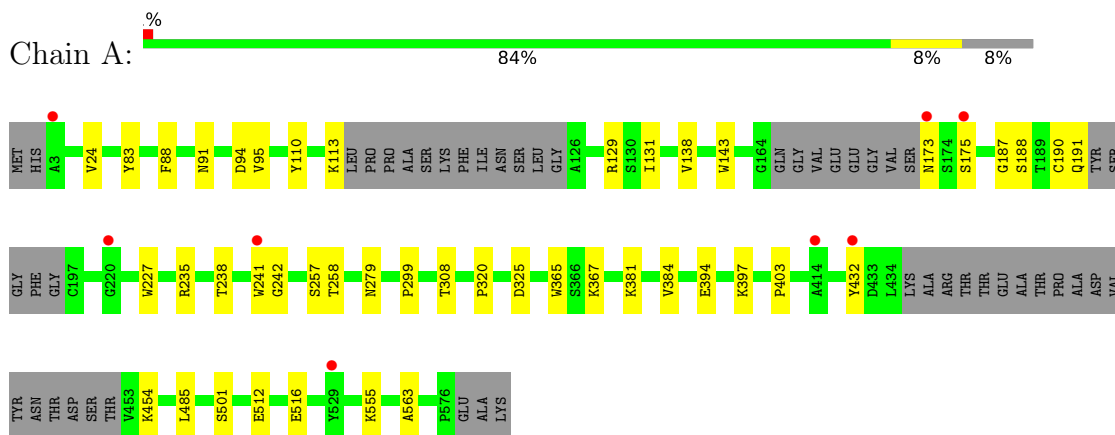 .%
Chain A:
84% 8% 8%
MET HIS A3 V24 Y83 F88 N91 D94 V95 Y110 K113 LEU PRO PRO ALA SER LYS PHE ILE ASN SER LEU GLY A126 R129 S130 I131 V138 W143 G164 GLN GLY VAL GLU GLU GLY VAL SER N173 S174 S175 G187 S188 T189 C190 Q191 TYR SER
GLY PHE GLY C197 G220 W227 R235 T238 W241 G242 S257 T258 N279 P299 T308 P320 D325 W365 S366 K367 K381 V384 E394 K397 P403 A414 Y432 D433 L434 LYS ALA ARG THR THR GLU ALA THR PRO ALA ASP VAL
TYR ASN THR ASP SER THR V453 K454 L485 S501 E512 E516 Y529 K555 A563 P576 GLU ALA LYS